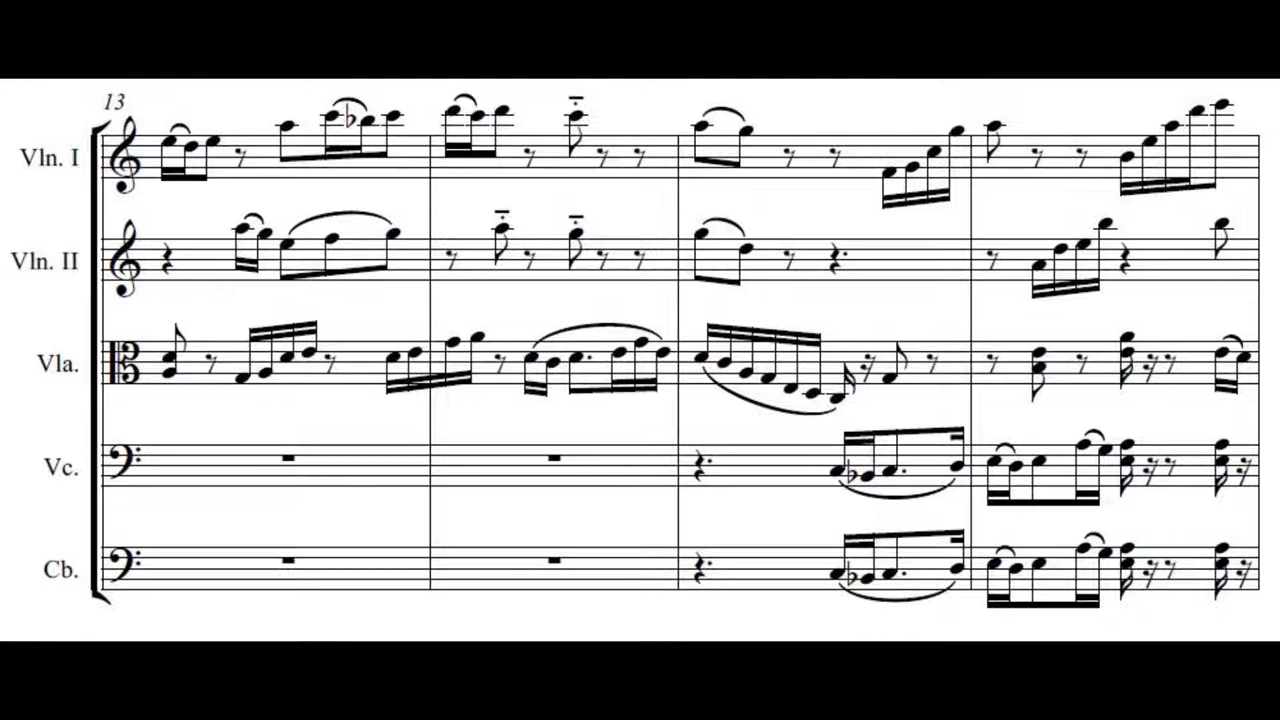 13
Vln. I
Vln. II
Vla.
Vc.
Cb.